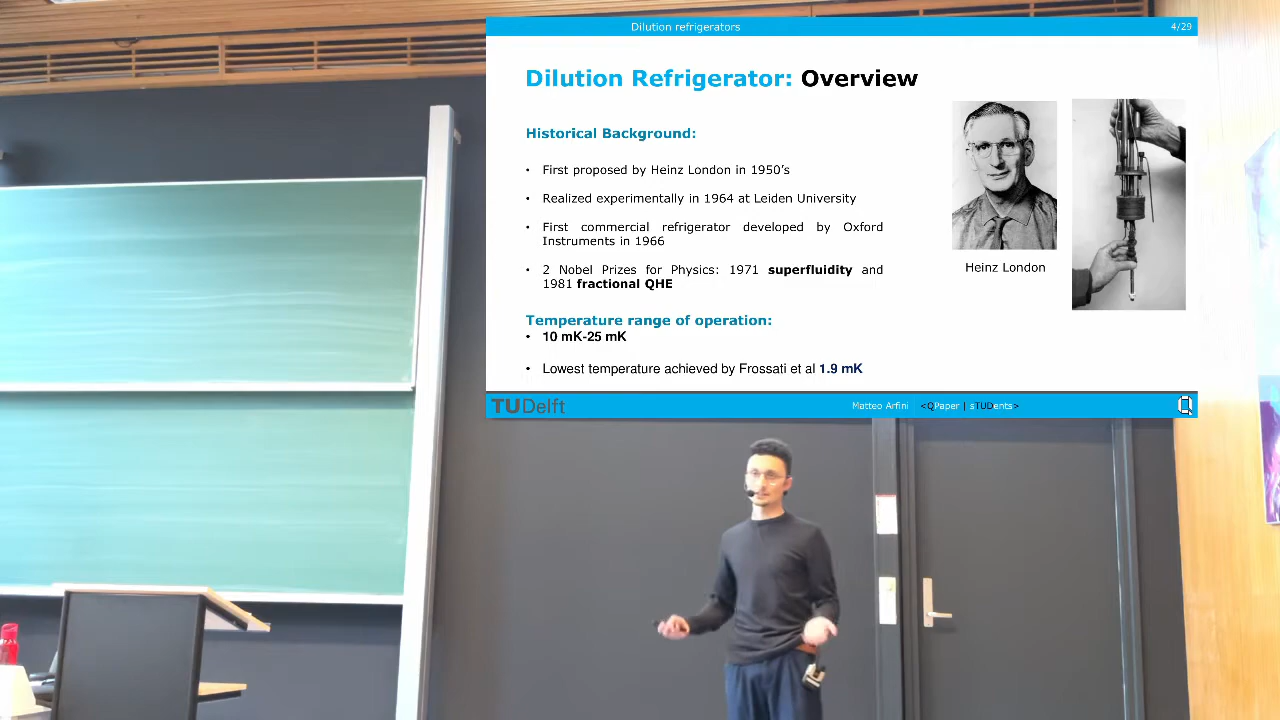 Dilution refrigerators
4/29
Dilution Refrigerator: Overview
Historical Background:
• First proposed by Heinz London in 1950's
• Realized experimentally in 1964 at Leiden University
• First commercial refrigerator developed by Oxford
Instruments in 1966
• 2 Nobel Prizes for Physics: 1971 superfluidity and
1981 fractional QHE
Heinz London
Temperature range of operation:
• 10 mK-25 mK
• Lowest temperature achieved by Frossati et al 1.9 mK
TUDelft
Matteo Arfini <QPaper | sTUDents>